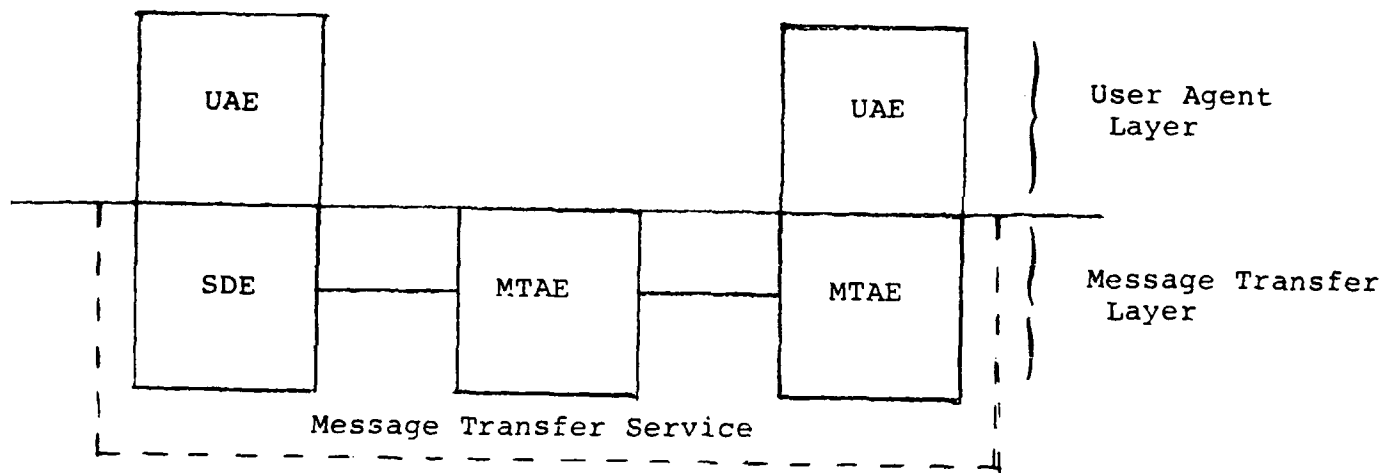 UAE
UAE
User Agent
Layer
SDE
MTAE
MTAE
Message Transfer
Layer
Message Transfer Service